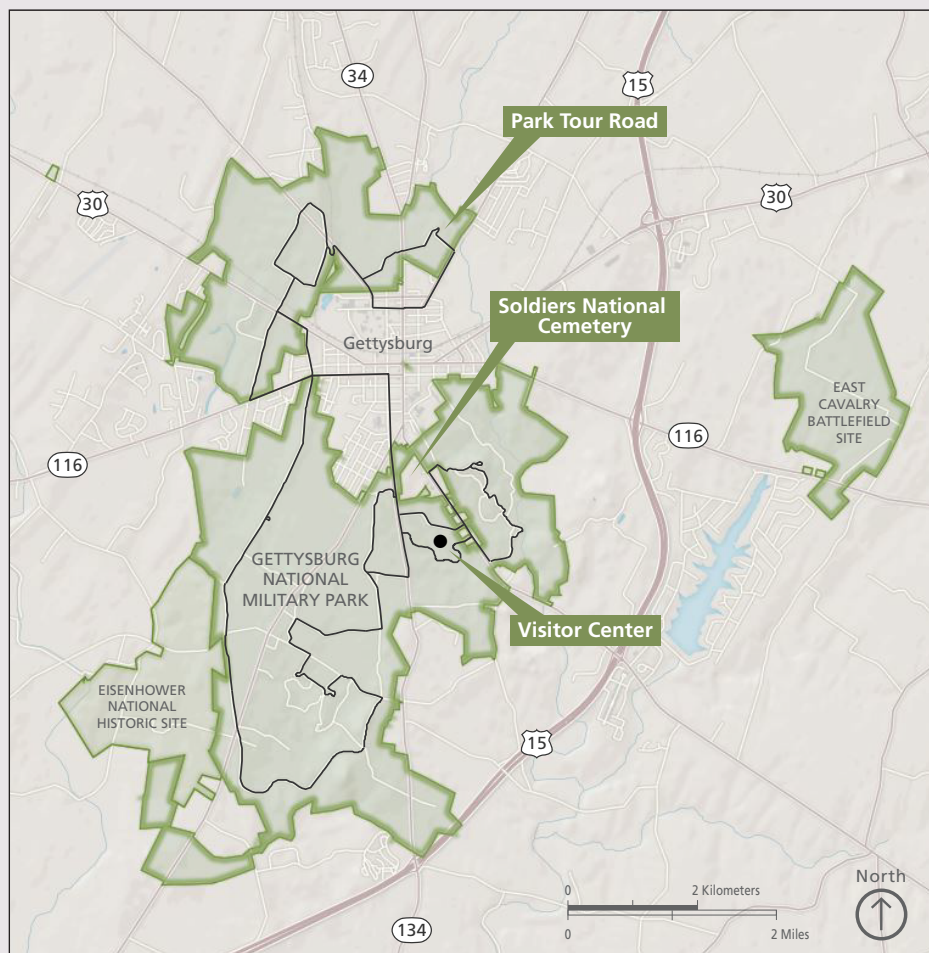 34
15
Park Tour Road
30
30
Soldiers National
Cemetery
Gettysburg
EAST
CAVALRY
BATTLEFIELD
SITE
116
116
GETTYSBURG
NATIONAL
MILITARY PARK
Visitor Center
EISENHOWER
NATIONAL
HISTORIC SITE
15
North
0
2 Kilometers
134
0
2 Miles